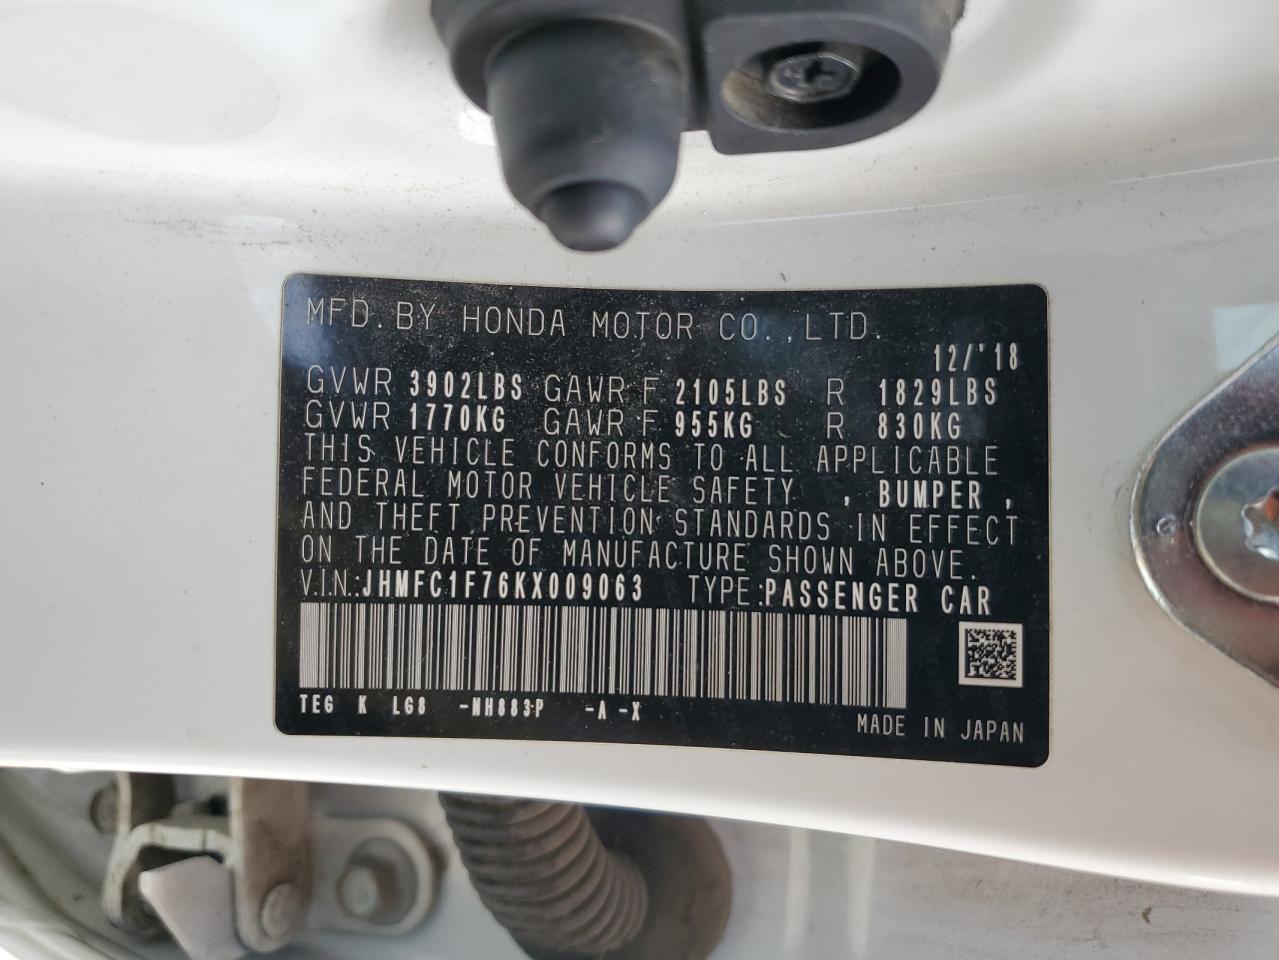 MFD. BY HONDA MOTOR CO., LTD.
12/'18
GVWR 3902LBS GAWR F 2105LBS R 1829LBS
GVWR 1770KG GAWR F 955KG R 830KG
THIS VEHICLE CONFORMS TO ALL APPLICABLE
FEDERAL MOTOR VEHICLE SAFETY , BUMPER ,
AND THEFT PREVENTION STANDARDS IN EFFECT
ON THE DATE OF MANUFACTURE SHOWN ABOVE.
V.I.N.:JHMFC1F76KX009063 TYPE:PASSENGER CAR
TEG K LG8 -NH883P -A -X
MADE IN JAPAN